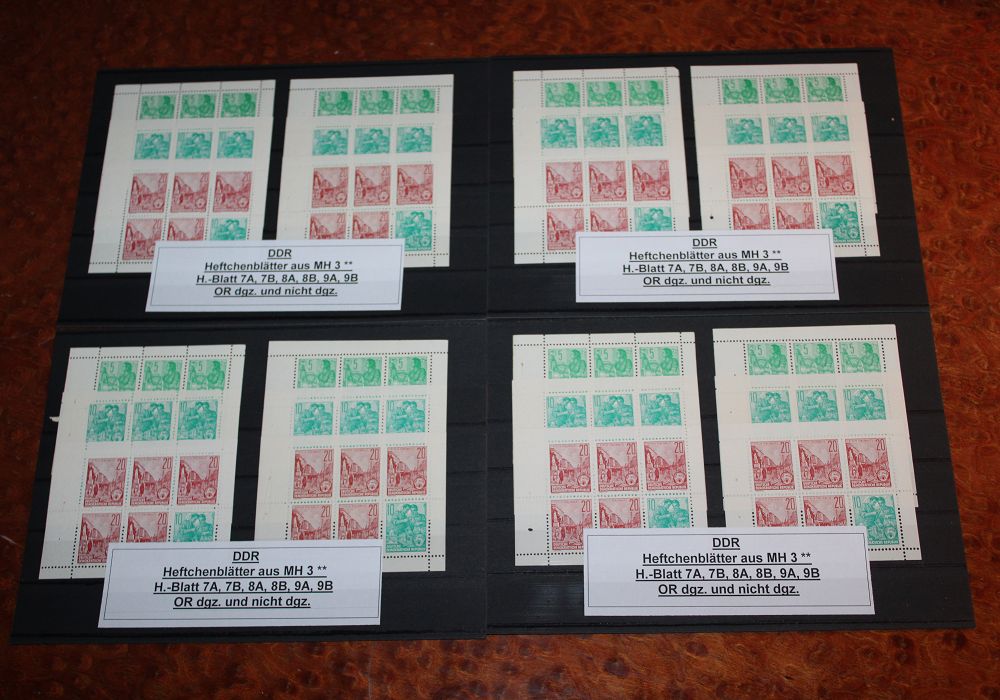 DDR
Heftchenblätter aus MH 3 **
H.-Blatt 7A, 7B, 8A, 8B, 9A, 9B
OR dgz. und nicht dgz.
DDR
Heftchenblätter aus MH 3 **
H.-Blatt 7A, 7B, 8A, 8B, 9A, 9B
OR dgz. und nicht dgz.
DDR
Heftchenblätter aus MH 3 **
H.-Blatt 7A, 7B, 8A, 8B, 9A, 9B
OR dgz. und nicht dgz.
DDR
Heftchenblätter aus MH 3 **
H.-Blatt 7A, 7B, 8A, 8B, 9A, 9B
OR dgz. und nicht dgz.